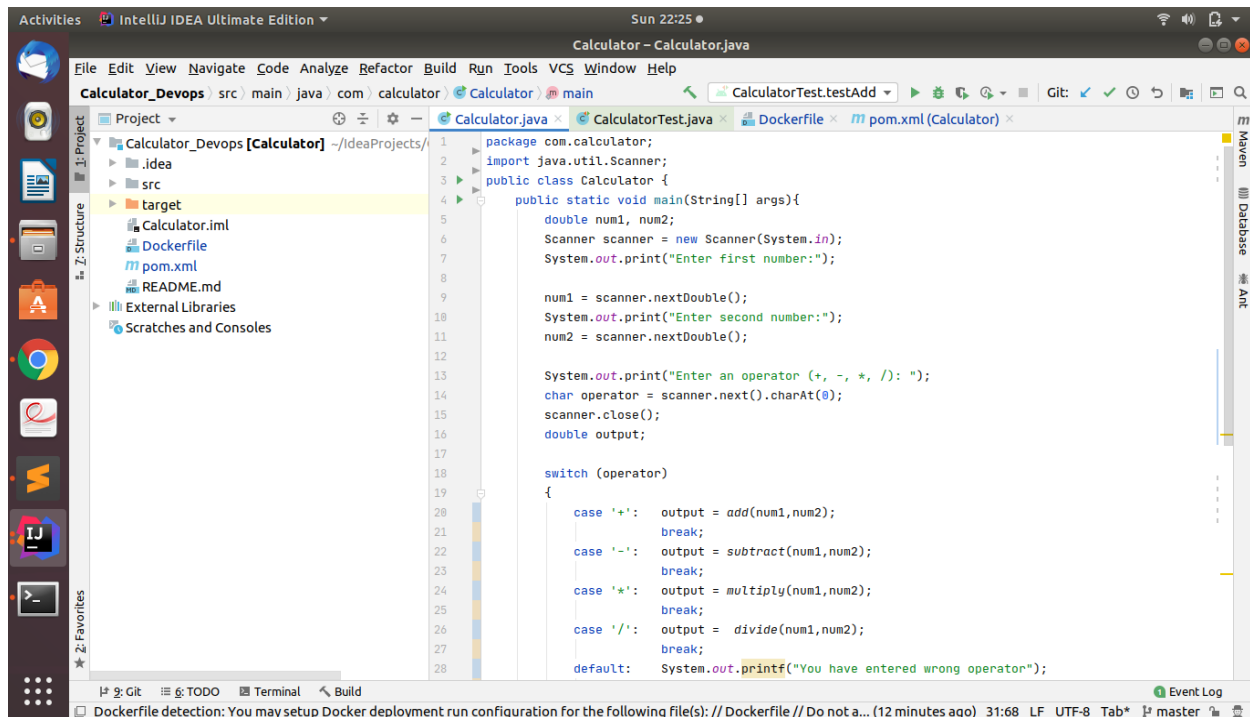 Activities IntelliJ IDEA Ultimate Edition ▾ Sun 22:25 ●
Calculator – Calculator.java
File Edit View Navigate Code Analyze Refactor Build Run Tools VCS Window Help
Calculator_Devops src main java com calculator Calculator main CalculatorTest.testAdd Git:
Project
Calculator.java × CalculatorTest.java × Dockerfile × pom.xml (Calculator) ×
1: Project
Z: Structure
2: Favorites
Calculator_Devops [Calculator] ~/IdeaProjects/
.idea
src
target
Calculator.iml
Dockerfile
pom.xml
README.md
External Libraries
Scratches and Consoles
1 package com.calculator;
2 import java.util.Scanner;
3 public class Calculator {
4 public static void main(String[] args){
5 double num1, num2;
6 Scanner scanner = new Scanner(System.in);
7 System.out.print("Enter first number:");
8
9 num1 = scanner.nextDouble();
10 System.out.print("Enter second number:");
11 num2 = scanner.nextDouble();
12
13 System.out.print("Enter an operator (+, -, *, /): ");
14 char operator = scanner.next().charAt(0);
15 scanner.close();
16 double output;
17
18 switch (operator)
19 {
20 case '+': output = add(num1,num2);
21 break;
22 case '-': output = subtract(num1,num2);
23 break;
24 case '*': output = multiply(num1,num2);
25 break;
26 case '/': output = divide(num1,num2);
27 break;
28 default: System.out.printf("You have entered wrong operator");
Maven
Database
Ant
9: Git 6: TODO Terminal Build Event Log
Dockerfile detection: You may setup Docker deployment run configuration for the following file(s): // Dockerfile // Do not a... (12 minutes ago) 31:68 LF UTF-8 Tab* master